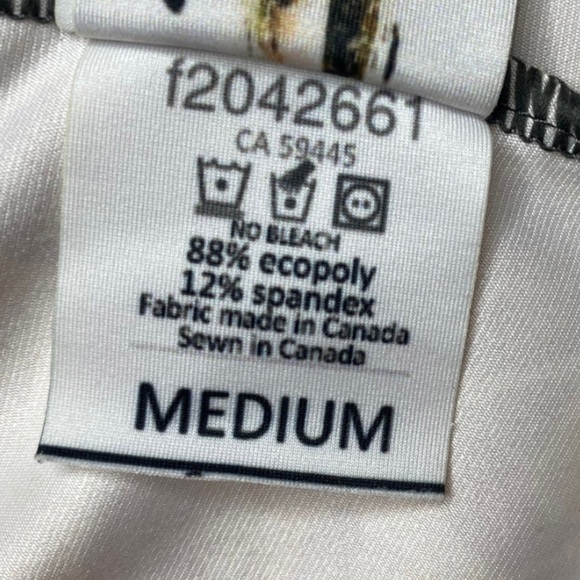 f2042661
CA 59445
NO BLEACH
88% ecopoly
12% spandex
Fabric made in Canada
Sewn in Canada
MEDIUM